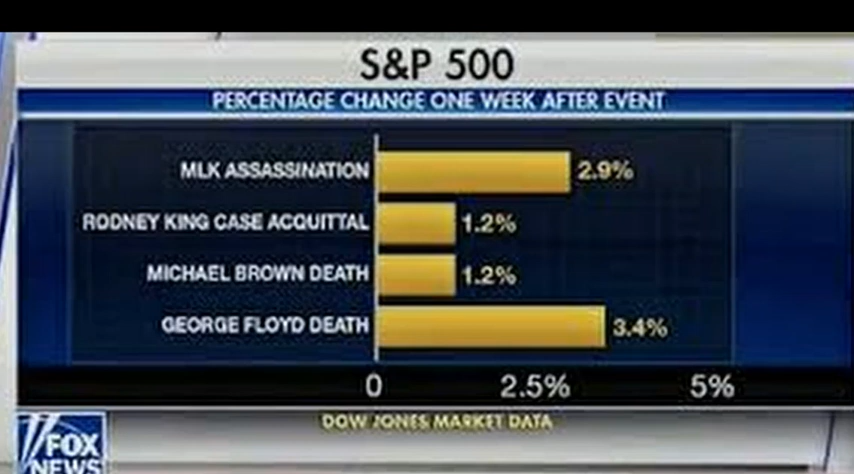 S&P 500
PERCENTAGE CHANGE ONE WEEK AFTER EVENT
MLK ASSASSINATION 2.9%
RODNEY KING CASE ACQUITTAL 1.2%
MICHAEL BROWN DEATH 1.2%
GEORGE FLOYD DEATH 3.4%
0 2.5% 5%
DOW JONES MARKET DATA
FOX
NEWS